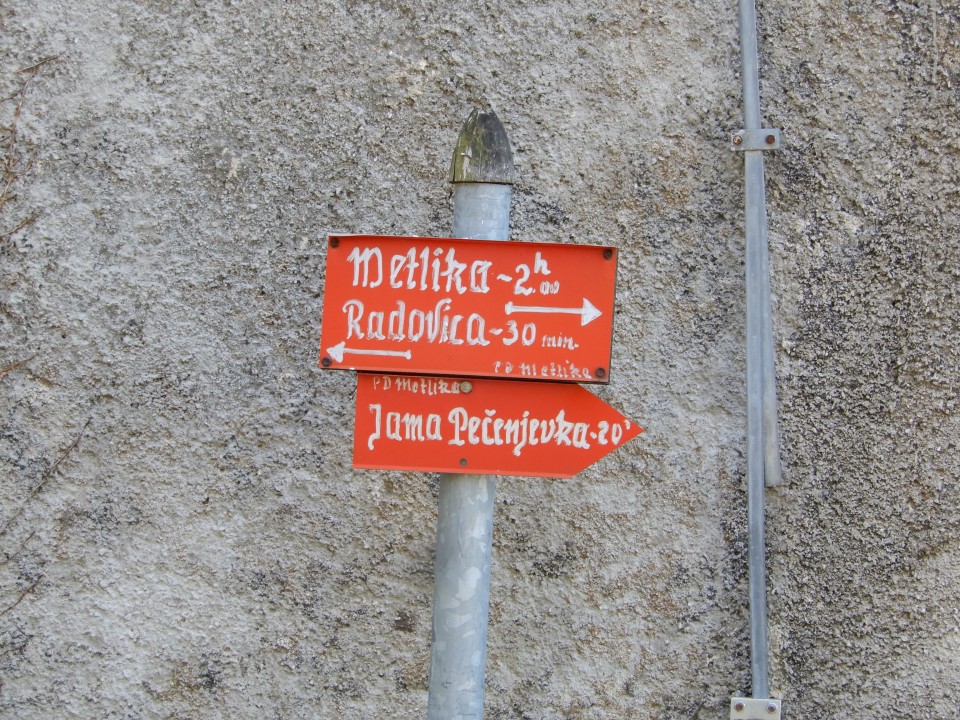 Metlika - 2h
Radovica - 30 min.
PD Metlika
PD Metlika
Jama Pečenjevka - 20'